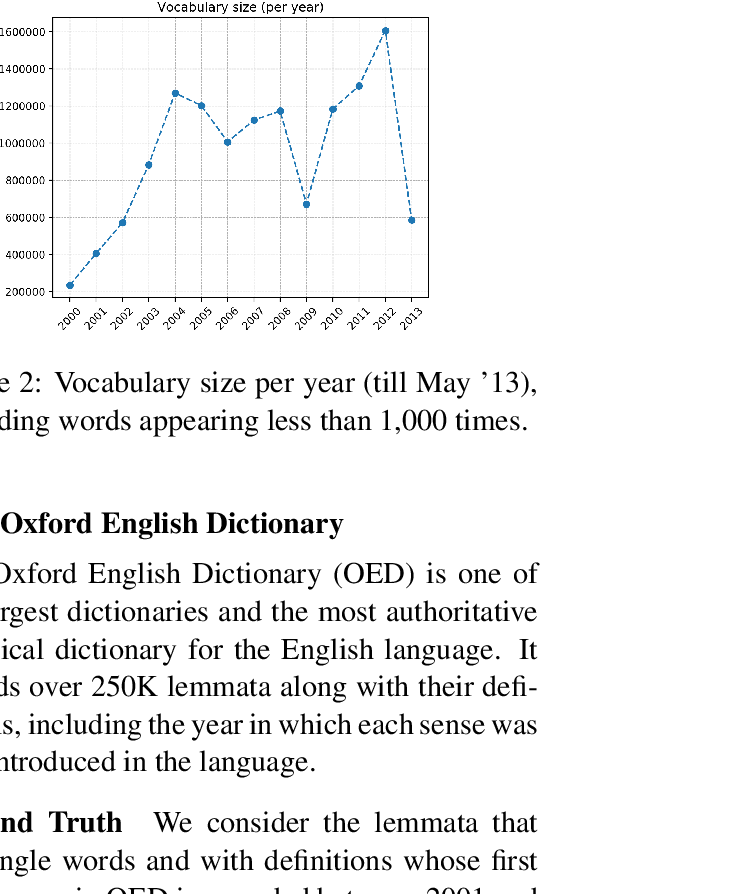 Vocabulary size (per year)
1600000
1400000
1200000
1000000
800000
600000
400000
200000
2000 2001 2002 2003 2004 2005 2006 2007 2008 2009 2010 2011 2012 2013
e 2: Vocabulary size per year (till May ’13),
ding words appearing less than 1,000 times.
Oxford English Dictionary
Oxford English Dictionary (OED) is one of
rgest dictionaries and the most authoritative
ical dictionary for the English language. It
ds over 250K lemmata along with their defi-
s, including the year in which each sense was
ntroduced in the language.
nd Truth We consider the lemmata that
ngle words and with definitions whose first